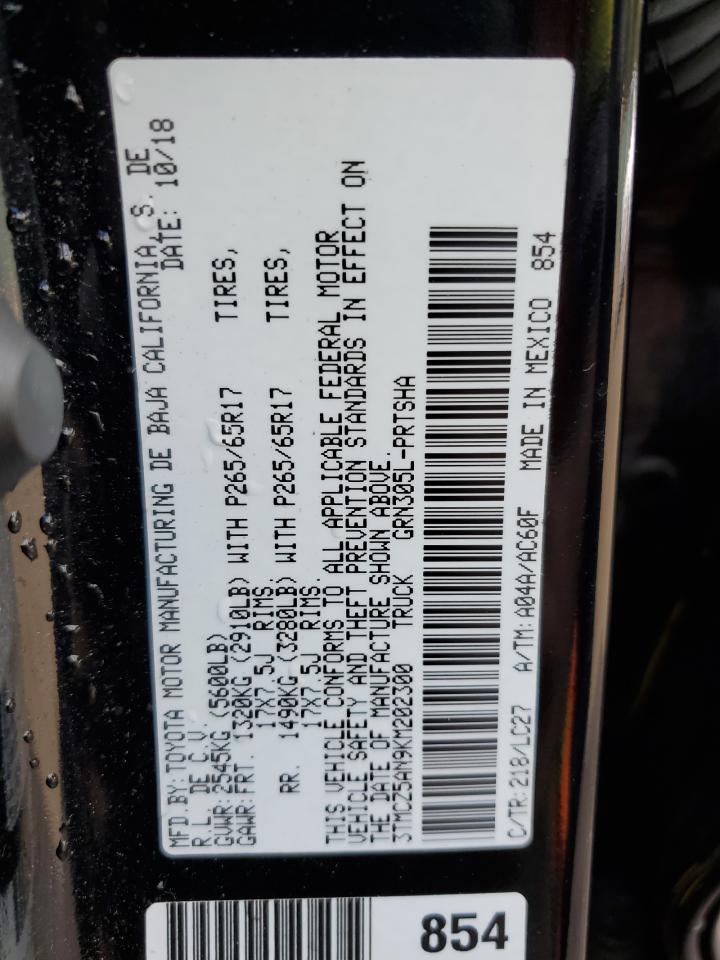 MFD.BY:TOYOTA MOTOR MANUFACTURING DE BAJA CALIFORNIA, S. DE
R.L. DE C.V. DATE: 10/18
GVWR:2545KG (5600LB)
GAWR:FRT. 1320KG (2910LB) WITH P265/65R17 TIRES,
17X7.5J RIMS.
RR. 1490KG (3280LB) WITH P265/65R17 TIRES,
17X7.5J RIMS.
THIS VEHICLE CONFORMS TO ALL APPLICABLE FEDERAL MOTOR
VEHICLE SAFETY AND THEFT PREVENTION STANDARDS IN EFFECT ON
THE DATE OF MANUFACTURE SHOWN ABOVE.
3TMCZ5AN9KM202300 TRUCK GRN305L-PRTSHA
C/TR:218/LC27 A/TM:A04A/AC60F MADE IN MEXICO 854
854